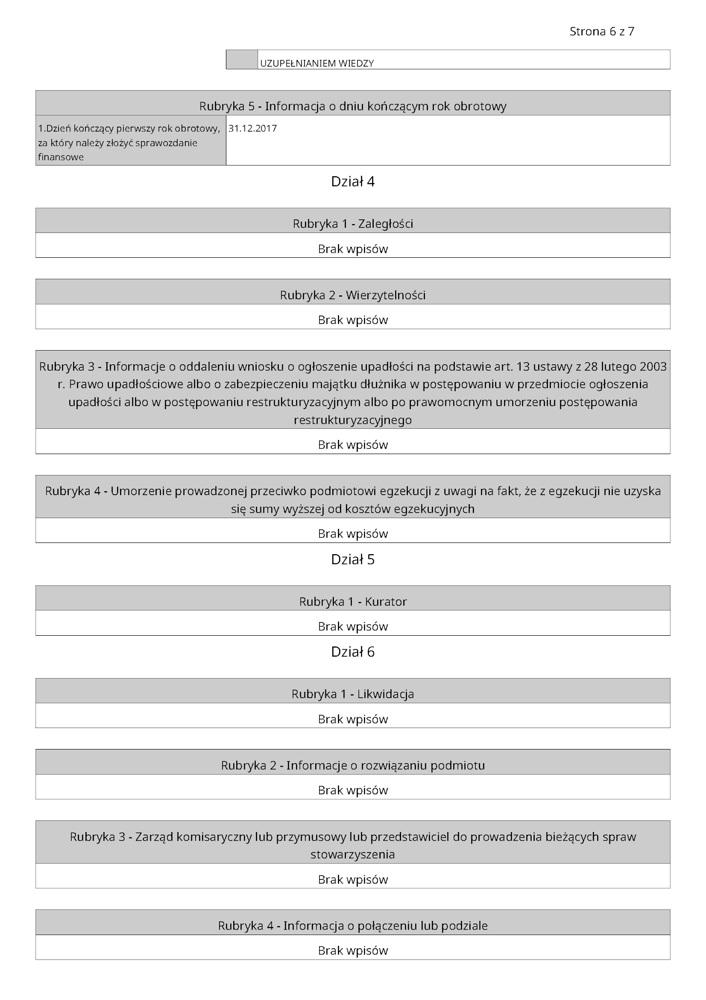 Strona 6 z 7
UZUPEŁNIANIEM WIEDZY
Rubryka 5 - Informacja o dniu kończącym rok obrotowy
1.Dzień kończący pierwszy rok obrotowy,
za który należy złożyć sprawozdanie
finansowe
31.12.2017
Dział 4
Rubryka 1 - Zaległości
Brak wpisów
Rubryka 2 - Wierzytelności
Brak wpisów
Rubryka 3 - Informacje o oddaleniu wniosku o ogłoszenie upadłości na podstawie art. 13 ustawy z 28 lutego 2003
r. Prawo upadłościowe albo o zabezpieczeniu majątku dłużnika w postępowaniu w przedmiocie ogłoszenia
upadłości albo w postępowaniu restrukturyzacyjnym albo po prawomocnym umorzeniu postępowania
restrukturyzacyjnego
Brak wpisów
Rubryka 4 - Umorzenie prowadzonej przeciwko podmiotowi egzekucji z uwagi na fakt, że z egzekucji nie uzyska
się sumy wyższej od kosztów egzekucyjnych
Brak wpisów
Dział 5
Rubryka 1 - Kurator
Brak wpisów
Dział 6
Rubryka 1 - Likwidacja
Brak wpisów
Rubryka 2 - Informacje o rozwiązaniu podmiotu
Brak wpisów
Rubryka 3 - Zarząd komisaryczny lub przymusowy lub przedstawiciel do prowadzenia bieżących spraw
stowarzyszenia
Brak wpisów
Rubryka 4 - Informacja o połączeniu lub podziale
Brak wpisów